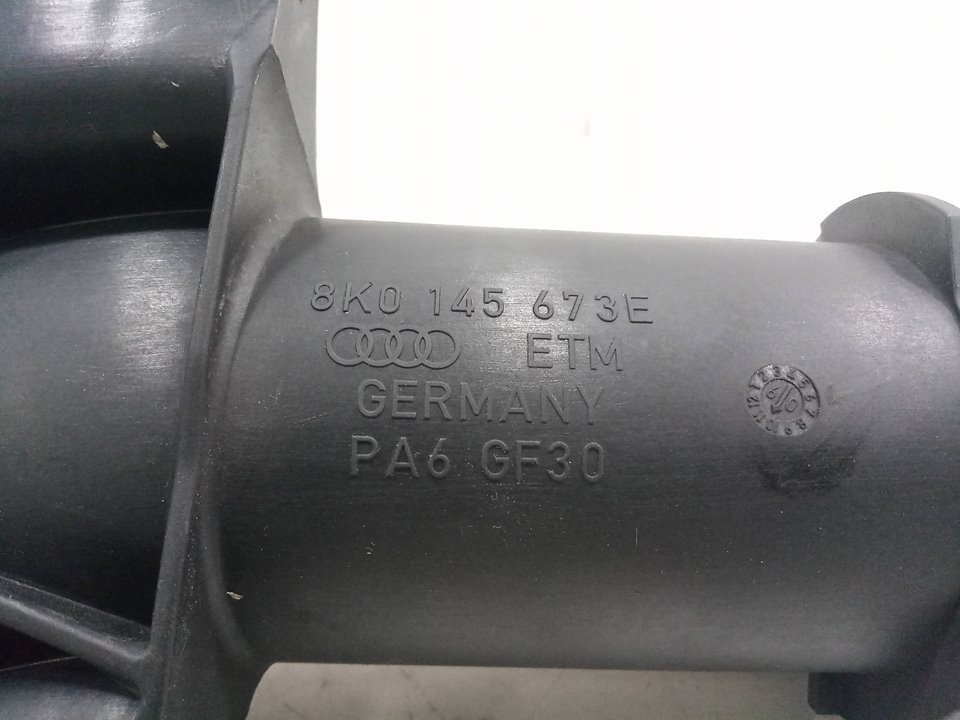 8K0 145 673E
ETM
GERMANY
PA6 GF30